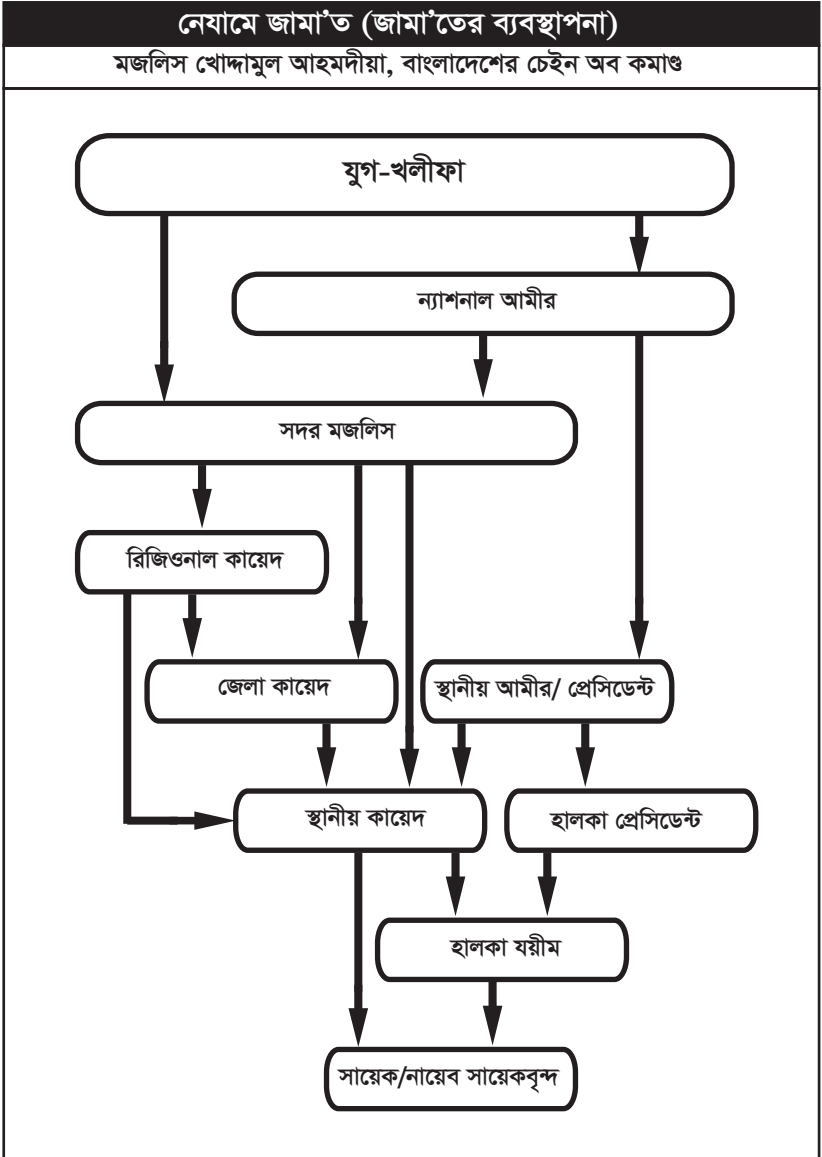 নেযামে জামা’ত (জামা’তের ব্যবস্থাপনা)
মজলিস খোদ্দামুল আহমদীয়া, বাংলাদেশের চেইন অব কমাণ্ড
যুগ-খলীফা
ন্যাশনাল আমীর
সদর মজলিস
রিজিওনাল কায়েদ
জেলা কায়েদ
স্থানীয় আমীর/ প্রেসিডেন্ট
স্থানীয় কায়েদ
হালকা প্রেসিডেন্ট
হালকা যয়ীম
সায়েক/নায়েব সায়েকবৃন্দ